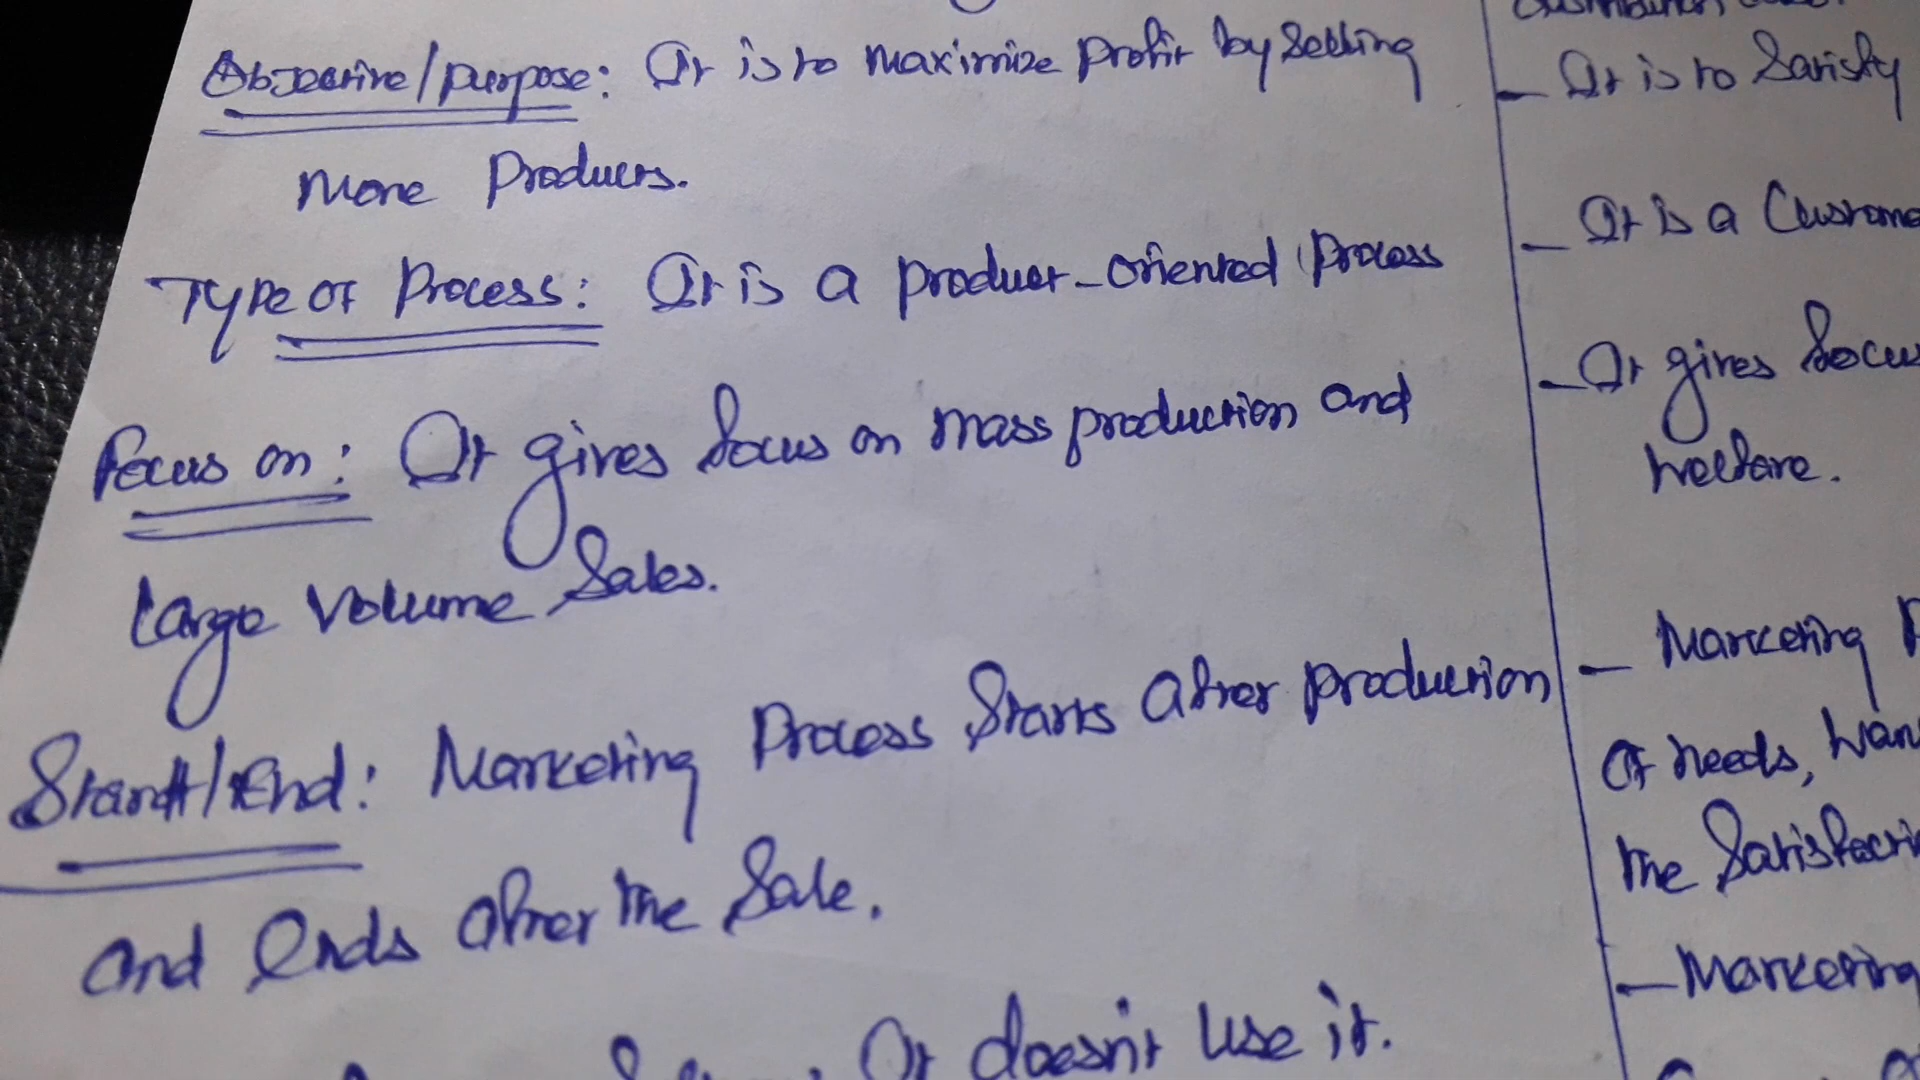 Objective/purpose: It is to Maximize Profit by Selling
More Products.
Type of Process: It is a product-oriented process
Focus on: It gives focus on mass production and
Large Volume Sales.
Start/End: Marketing Process Starts After production
and Ends after the Sale.
It doesn't use it.
- It is to Satisfy
- It is a
- It gives
welfare.
- Marketing
of needs,
the
- Marketing